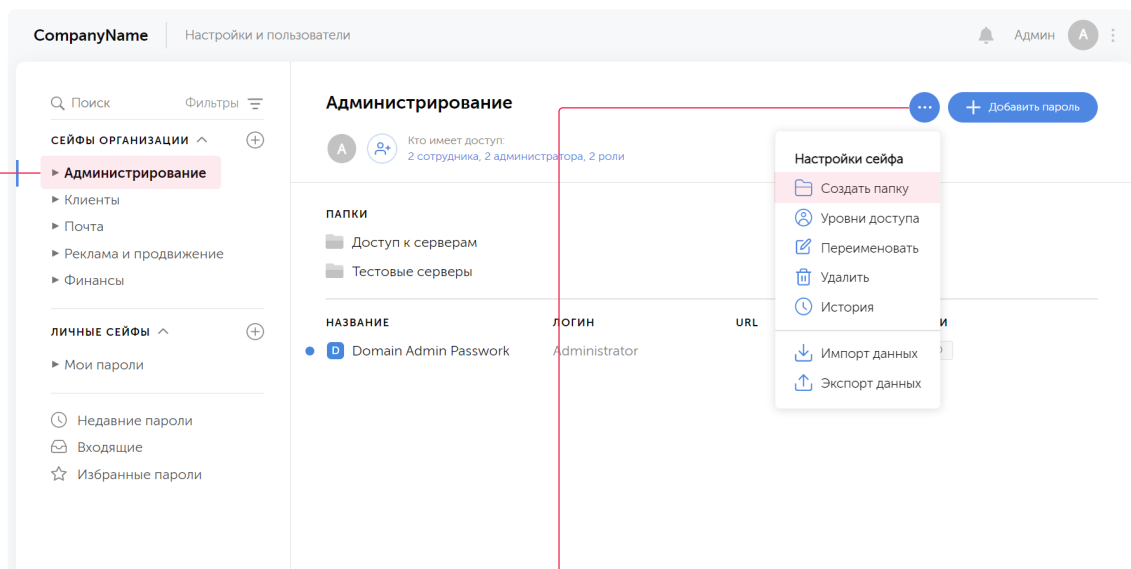 CompanyName
Настройки и пользователи
Админ
А
Поиск
Фильтры
СЕЙФЫ ОРГАНИЗАЦИИ
Администрирование
Клиенты
Почта
Реклама и продвижение
Финансы
ЛИЧНЫЕ СЕЙФЫ
Мои пароли
Недавние пароли
Входящие
Избранные пароли
Администрирование
Добавить пароль
А
Кто имеет доступ:
2 сотрудника, 2 администратора, 2 роли
Настройки сейфа
Создать папку
Уровни доступа
Переименовать
Удалить
История
Импорт данных
Экспорт данных
ПАПКИ
Доступ к серверам
Тестовые серверы
НАЗВАНИЕ
ЛОГИН
URL
D
Domain Admin Passwork
Administrator